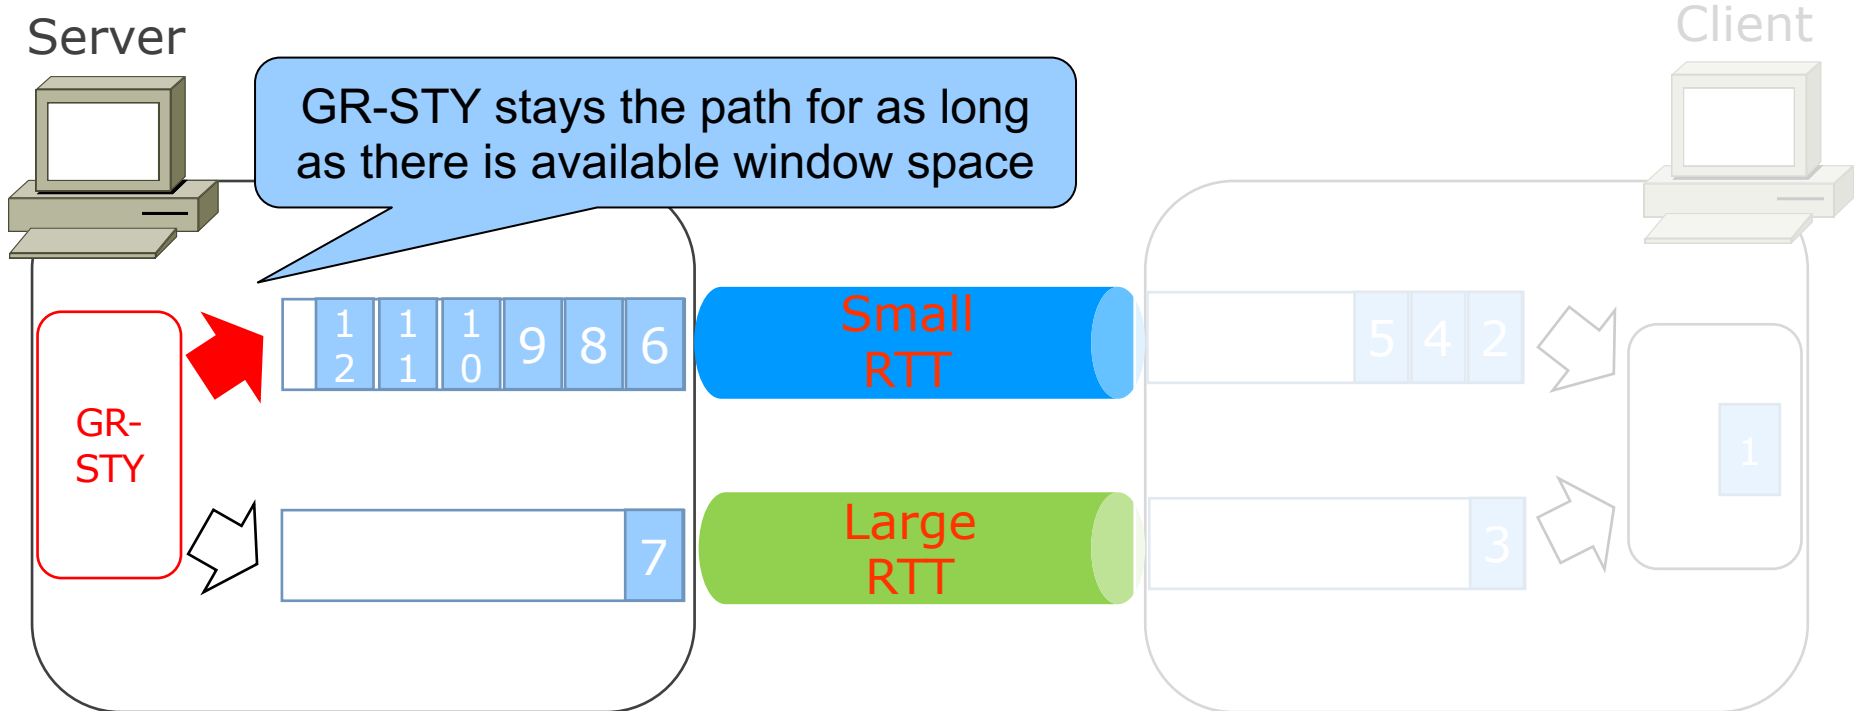 Server
Client
GR-STY stays the path for as long
as there is available window space
1 1 1 9 8 6
2 1 0
Small
RTT
5 4 2
GR-
STY
1
7
Large
RTT
3